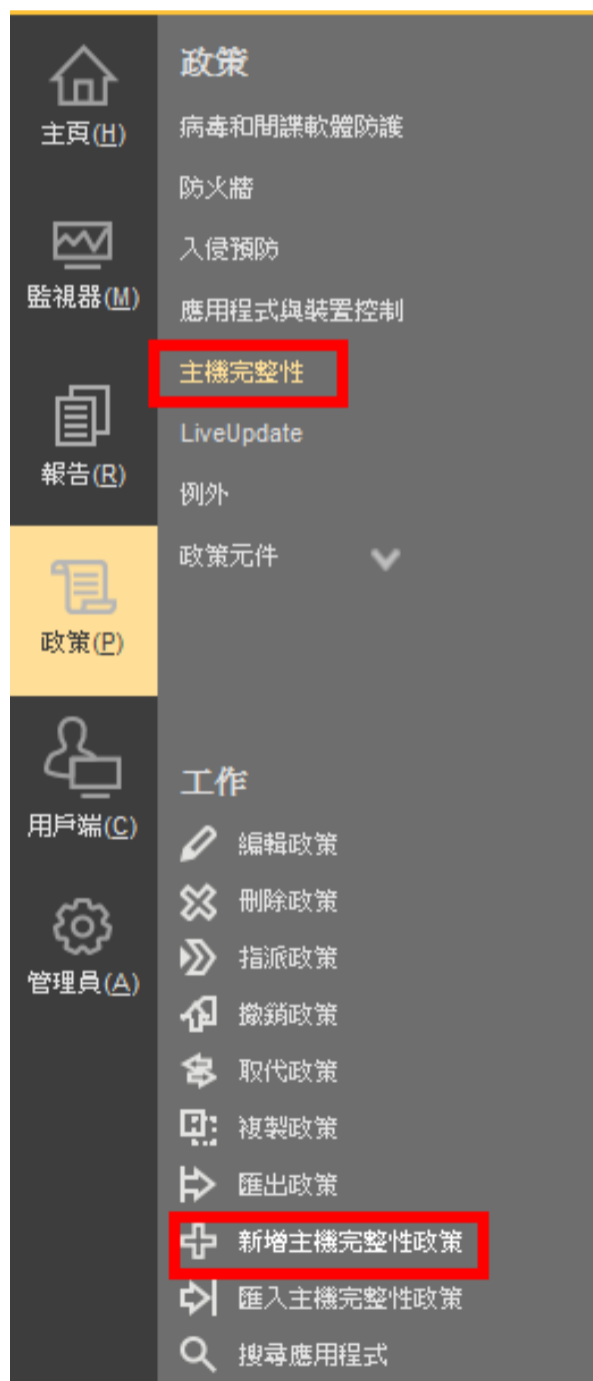 主頁(H)
監視器(M)
報告(R)
政策(P)
用戶端(C)
管理員(A)
政策
病毒和間諜軟體防護
防火牆
入侵預防
應用程式與裝置控制
主機完整性
LiveUpdate
例外
政策元件
工作
編輯政策
刪除政策
指派政策
撤銷政策
取代政策
複製政策
匯出政策
新增主機完整性政策
匯入主機完整性政策
搜尋應用程式